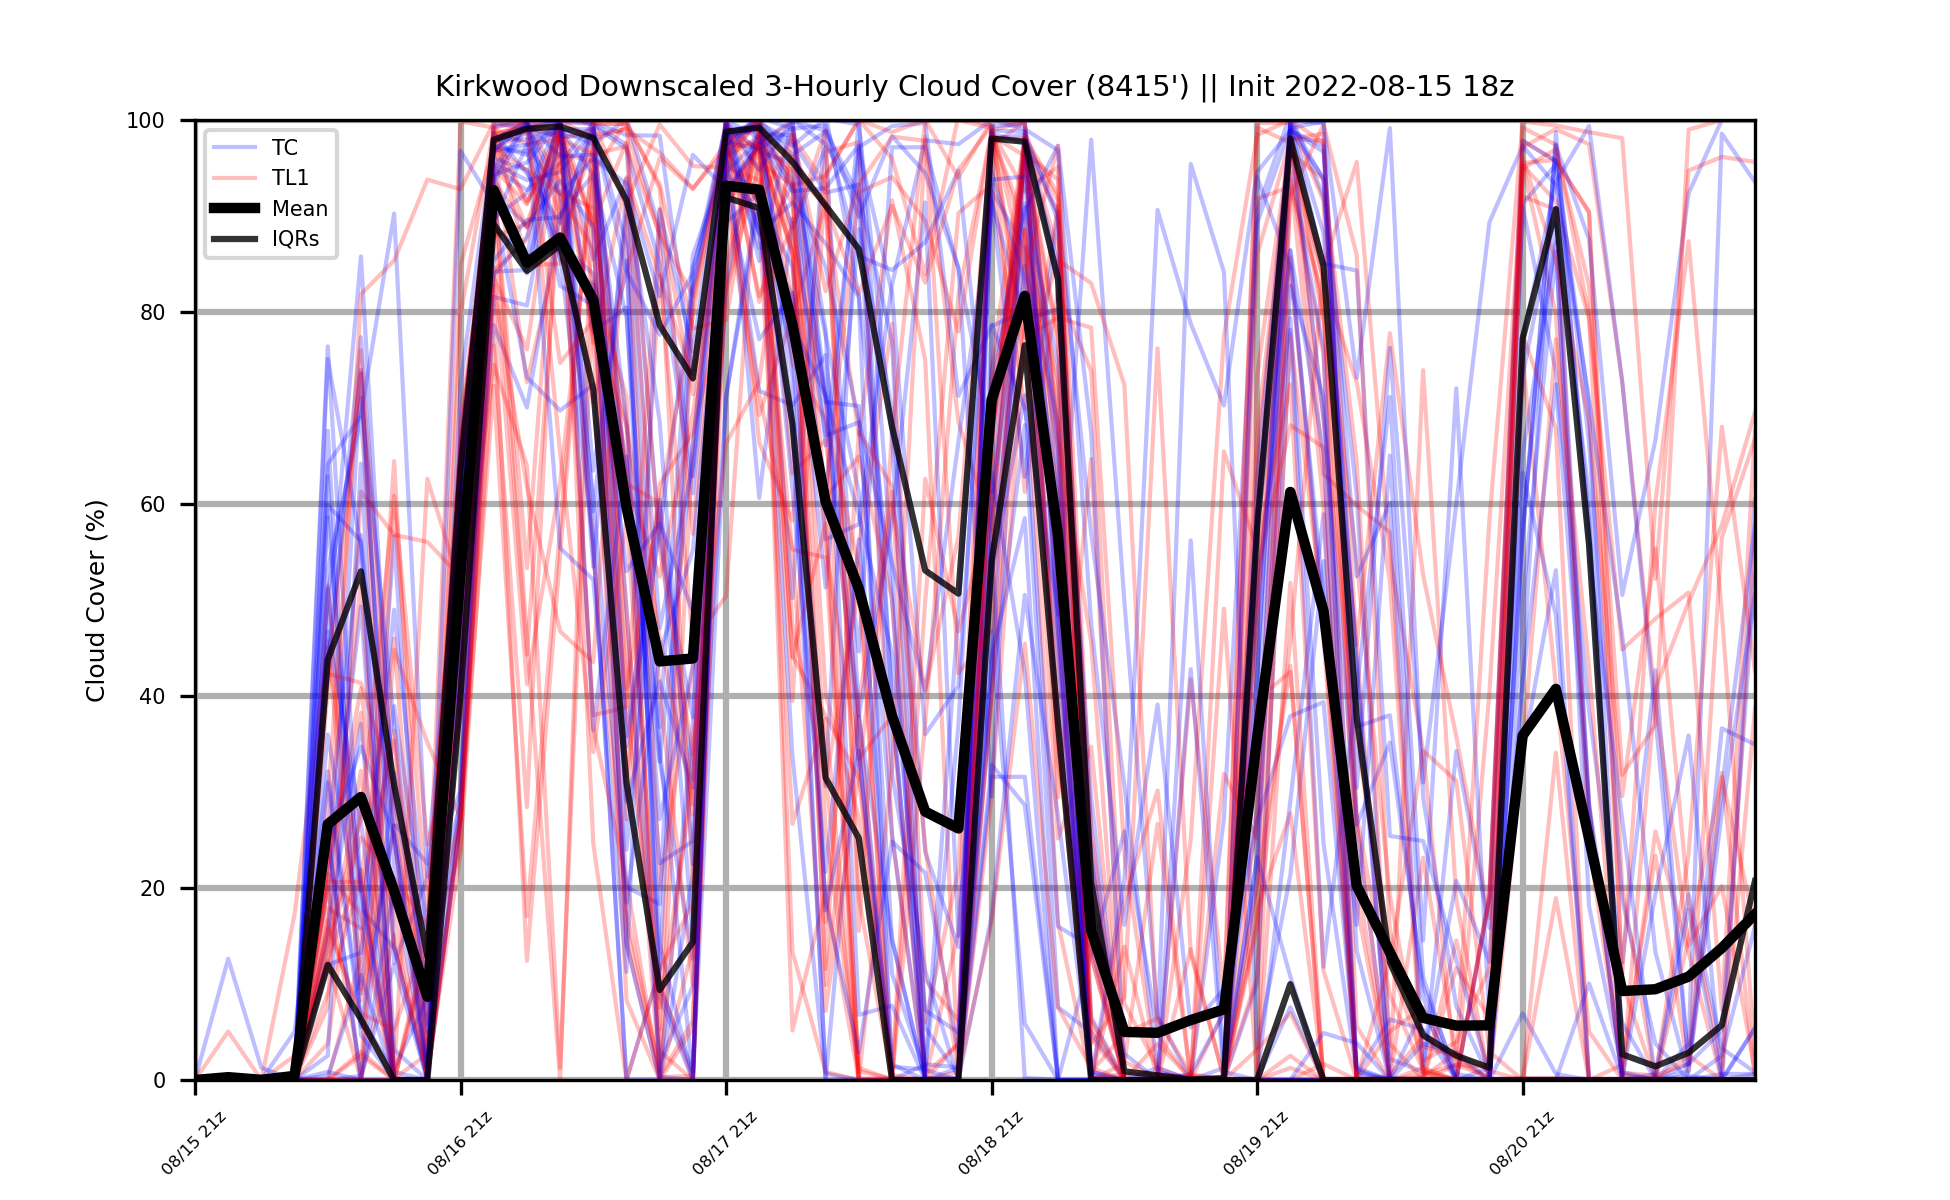 Kirkwood Downscaled 3-Hourly Cloud Cover (8415') || Init 2022-08-15 18z
TC
TL1
Mean
IQRs
Cloud Cover (%)
100
80
60
40
20
0
08/15 21z
08/16 21z
08/17 21z
08/18 21z
08/19 21z
08/20 21z